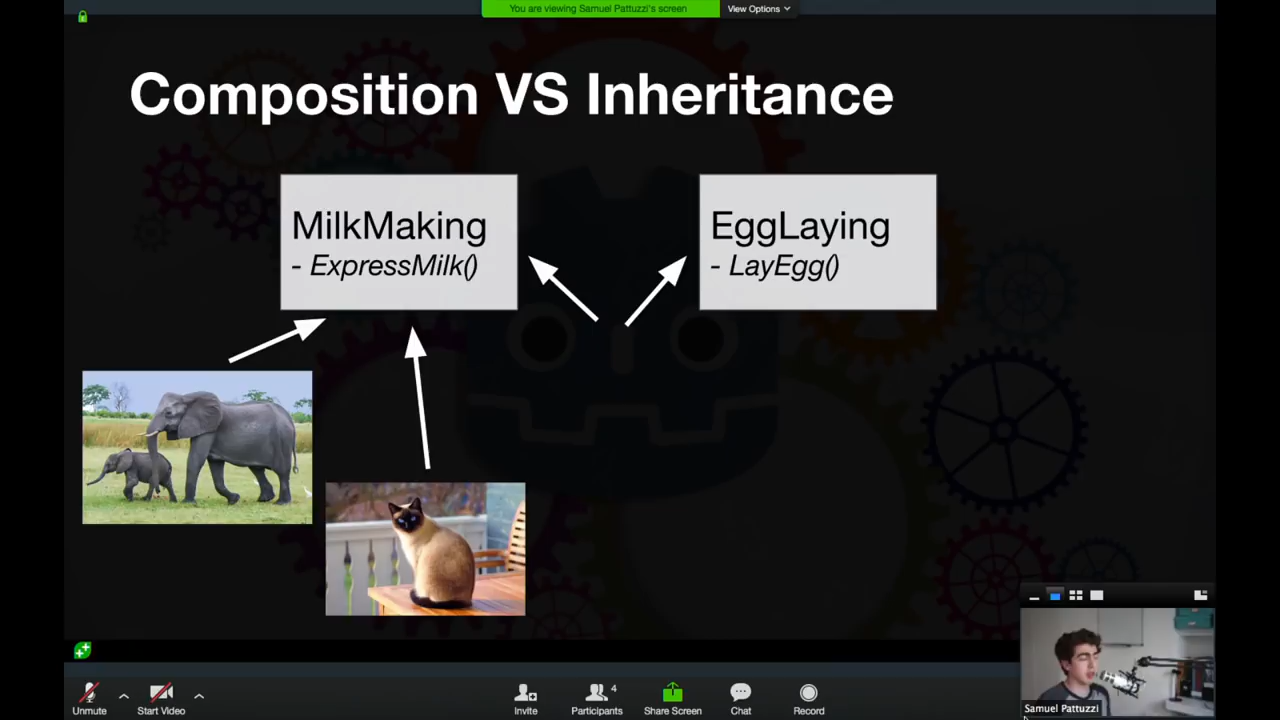 You are viewing Samuel Pattuzzi's screen
View Options
Composition VS Inheritance
MilkMaking
- ExpressMilk()
EggLaying
- LayEgg()
Samuel Pattuzzi
Unmute
Start Video
Invite
4
Participants
Share Screen
Chat
Record